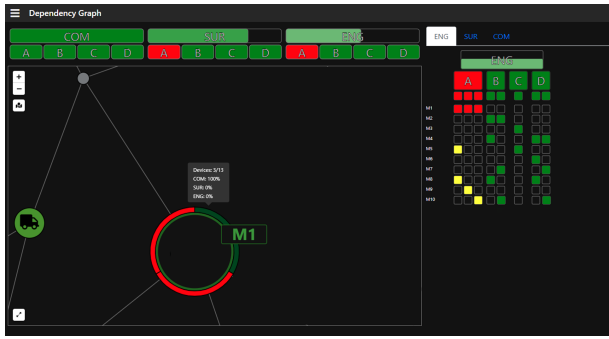 Dependency Graph
COM SUR ENG
A B C D A B C D A B C D
+
−
Devices: 3/13
COM: 100%
SUR: 0%
ENG: 0%
M1
ENG SUR COM
ENG
A B C D
M1
M2
M3
M4
M5
M6
M7
M8
M9
M10